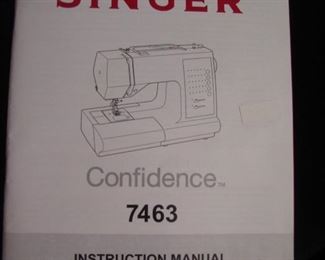 SINGER
Confidence™
7463
INSTRUCTION MANUAL